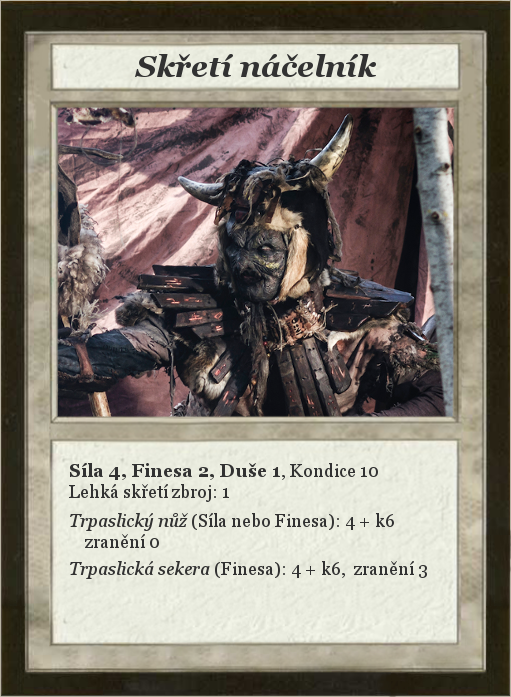 Skřetí náčelník
Síla 4, Finesa 2, Duše 1, Kondice 10
Lehká skřetí zbroj: 1
Trpaslický nůž (Síla nebo Finesa): 4 + k6
zranění 0
Trpaslická sekera (Finesa): 4 + k6, zranění 3